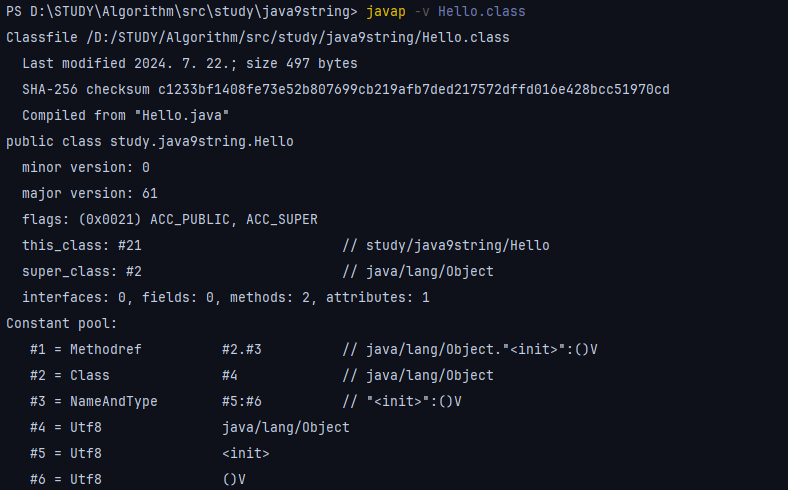 PS D:\STUDY\Algorithm\src\study\java9string> javap -v Hello.class
Classfile /D:/STUDY/Algorithm/src/study/java9string/Hello.class
  Last modified 2024. 7. 22.; size 497 bytes
  SHA-256 checksum c1233bf1408fe73e52b807699cb219afb7ded217572dffd016e428bcc51970cd
  Compiled from "Hello.java"
public class study.java9string.Hello
  minor version: 0
  major version: 61
  flags: (0x0021) ACC_PUBLIC, ACC_SUPER
  this_class: #21                         // study/java9string/Hello
  super_class: #2                         // java/lang/Object
  interfaces: 0, fields: 0, methods: 2, attributes: 1
Constant pool:
   #1 = Methodref          #2.#3          // java/lang/Object."<init>":()V
   #2 = Class              #4             // java/lang/Object
   #3 = NameAndType        #5:#6          // "<init>":()V
   #4 = Utf8               java/lang/Object
   #5 = Utf8               <init>
   #6 = Utf8               ()V